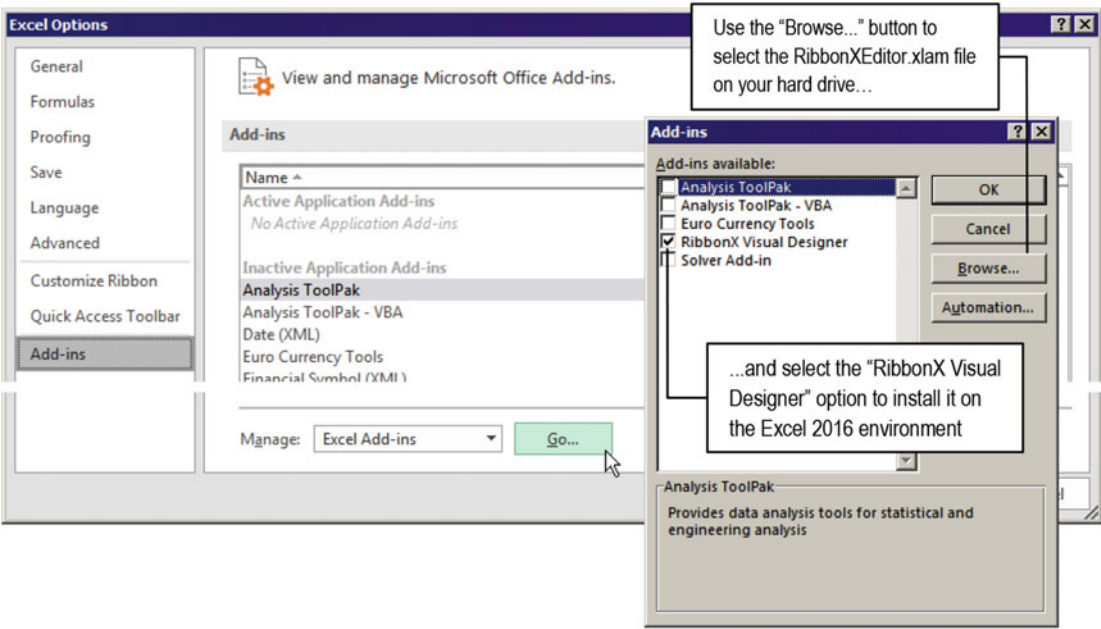 Excel Options
General
Formulas
Proofing
Save
Language
Advanced
Customize Ribbon
Quick Access Toolbar
Add-ins
View and manage Microsoft Office Add-ins.
Add-ins
Name
Active Application Add-ins
No Active Application Add-ins
Inactive Application Add-ins
Analysis ToolPak
Analysis ToolPak - VBA
Date (XML)
Euro Currency Tools
Financial Symbol (XML)
Manage: Excel Add-ins Go...
Use the “Browse...” button to
select the RibbonXEditor.xlam file
on your hard drive…
Add-ins
Add-ins available:
Analysis ToolPak
Analysis ToolPak - VBA
Euro Currency Tools
RibbonX Visual Designer
Solver Add-in
OK
Cancel
Browse...
Automation...
...and select the “RibbonX Visual
Designer” option to install it on
the Excel 2016 environment
Analysis ToolPak
Provides data analysis tools for statistical and
engineering analysis